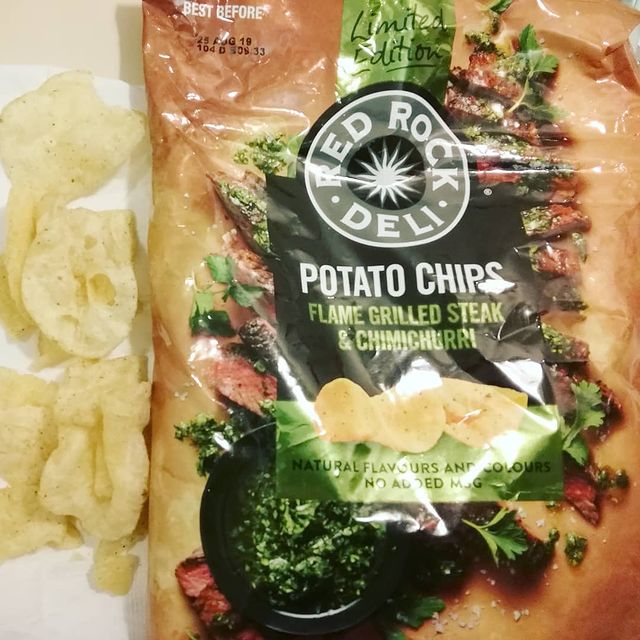 BEST BEFORE
25 AUG 19
Limited
Edition
RED ROCK
DELI
®
POTATO CHIPS
FLAME GRILLED STEAK
& CHIMICHURRI
NATURAL FLAVOURS AND COLOURS
NO ADDED MSG